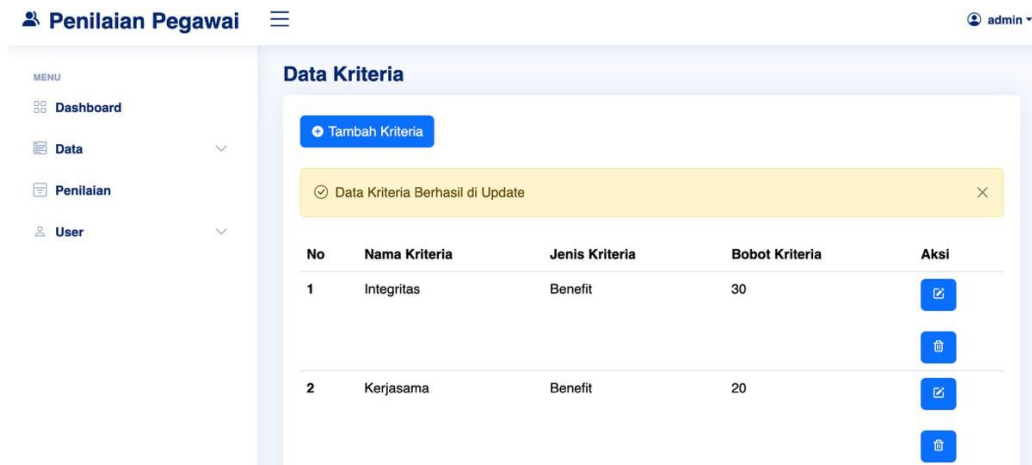 Penilaian Pegawai
admin
MENU
Dashboard
Data
Penilaian
User
Data Kriteria
Tambah Kriteria
Data Kriteria Berhasil di Update
No Nama Kriteria Jenis Kriteria Bobot Kriteria Aksi
1 Integritas Benefit 30
2 Kerjasama Benefit 20